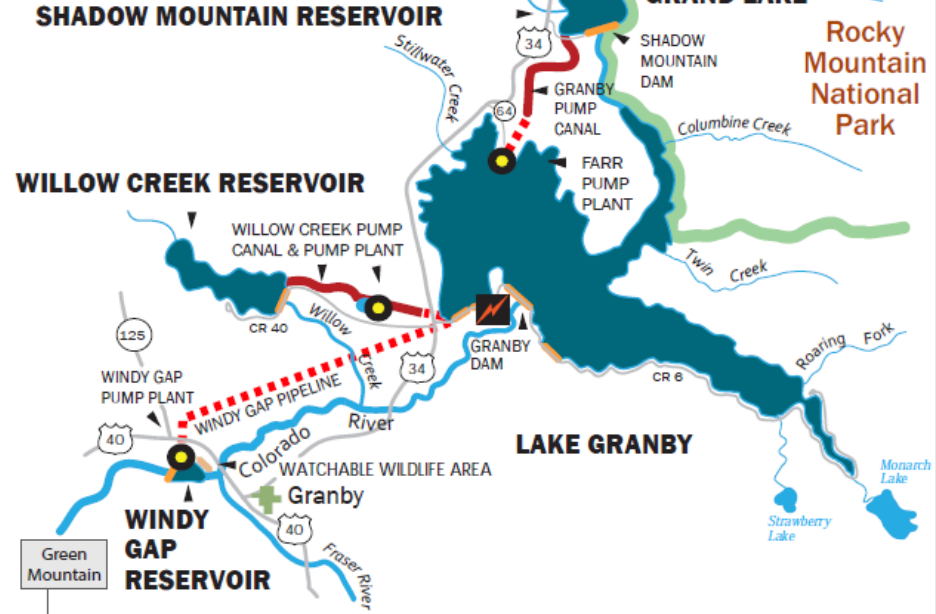 GRAND LAKE
SHADOW MOUNTAIN RESERVOIR
34
SHADOW
MOUNTAIN
DAM
Rocky
Mountain
National
Park
Stillwater
Creek
GRANBY
PUMP
CANAL
64
Columbine Creek
FARR
PUMP
PLANT
WILLOW CREEK RESERVOIR
WILLOW CREEK PUMP
CANAL & PUMP PLANT
Twin Creek
Willow
Creek
CR 40
125
GRANBY
DAM
34
Roaring Fork
CR 6
WINDY GAP
PUMP PLANT
WINDY GAP PIPELINE
40
Colorado River
LAKE GRANBY
WATCHABLE WILDLIFE AREA
Granby
Monarch
Lake
Strawberry
Lake
WINDY
GAP
RESERVOIR
40
Fraser River
Green
Mountain